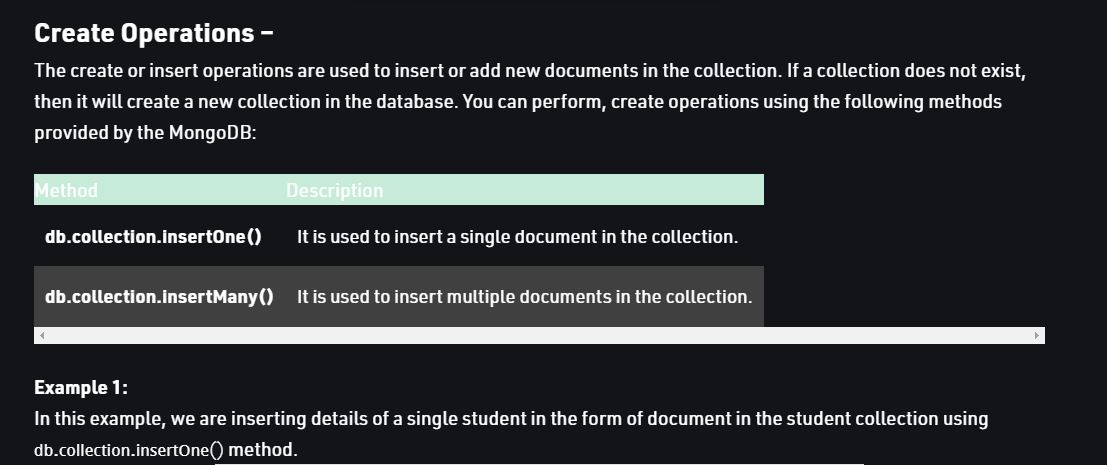 Create Operations –
The create or insert operations are used to insert or add new documents in the collection. If a collection does not exist,
then it will create a new collection in the database. You can perform, create operations using the following methods
provided by the MongoDB:
Method Description
db.collection.insertOne() It is used to insert a single document in the collection.
db.collection.insertMany() It is used to insert multiple documents in the collection.
Example 1:
In this example, we are inserting details of a single student in the form of document in the student collection using
db.collection.insertOne() method.